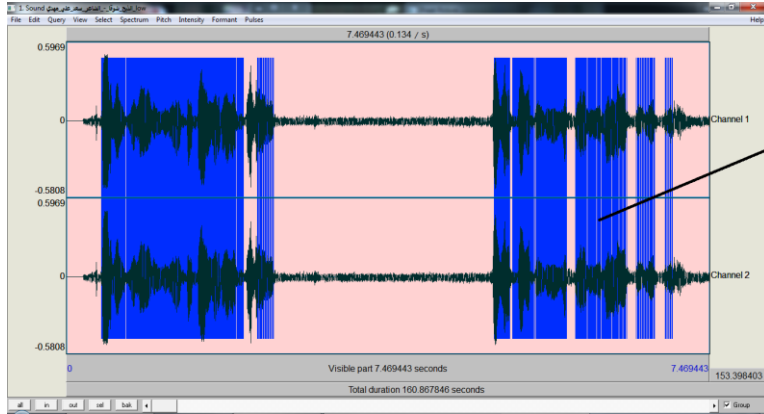 1. Sound الشيخ_شوقي_-_القناص_سعد_علي_مهدي_low
File Edit Query View Select Spectrum Pitch Intensity Formant Pulses Help
7.469443 (0.134 / s)
0.5969
0
Channel 1
-0.5808
0.5969
0
Channel 2
-0.5808
0 Visible part 7.469443 seconds 7.469443
153.398403
Total duration 160.867846 seconds
all in out sel bak Group